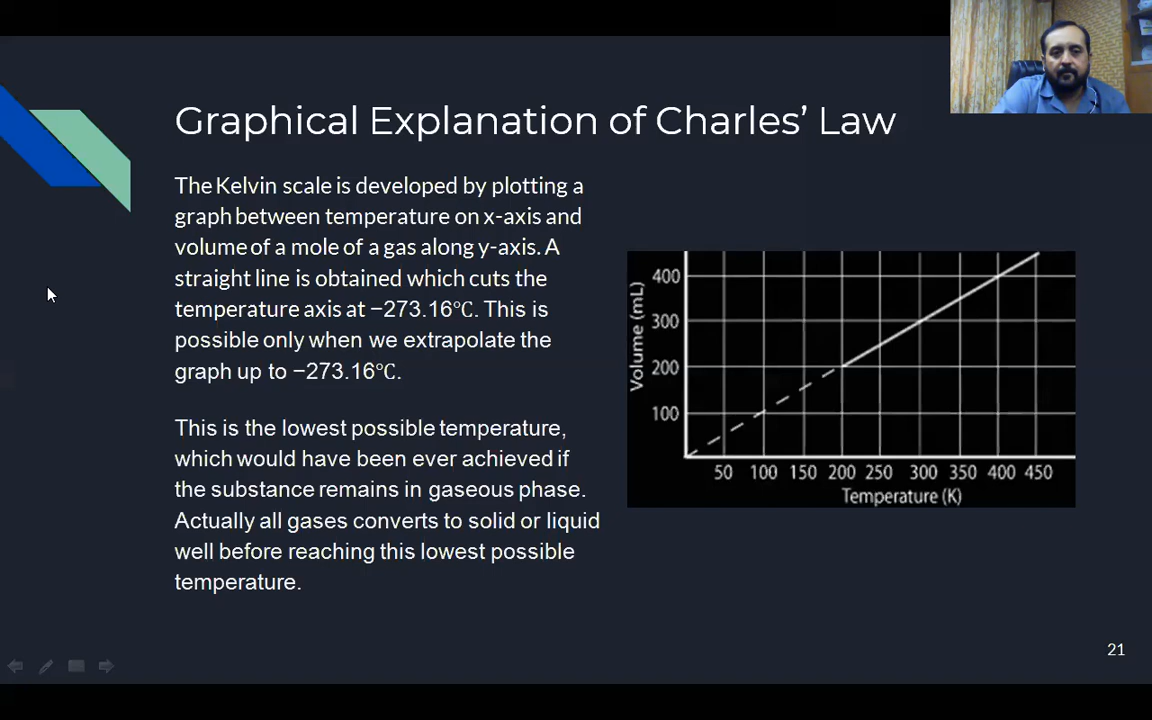 Graphical Explanation of Charles’ Law
The Kelvin scale is developed by plotting a
graph between temperature on x-axis and
volume of a mole of a gas along y-axis. A
straight line is obtained which cuts the
temperature axis at −273.16℃. This is
possible only when we extrapolate the
graph up to −273.16℃.
This is the lowest possible temperature,
which would have been ever achieved if
the substance remains in gaseous phase.
Actually all gases converts to solid or liquid
well before reaching this lowest possible
temperature.
Volume (mL)
400
300
200
100
50 100 150 200 250 300 350 400 450
Temperature (K)
21